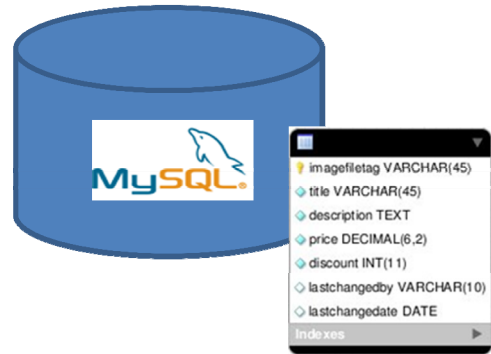 MySQL®
imagefiletag VARCHAR(45)
title VARCHAR(45)
description TEXT
price DECIMAL(6,2)
discount INT(11)
lastchangedby VARCHAR(10)
lastchangedate DATE
Indexes